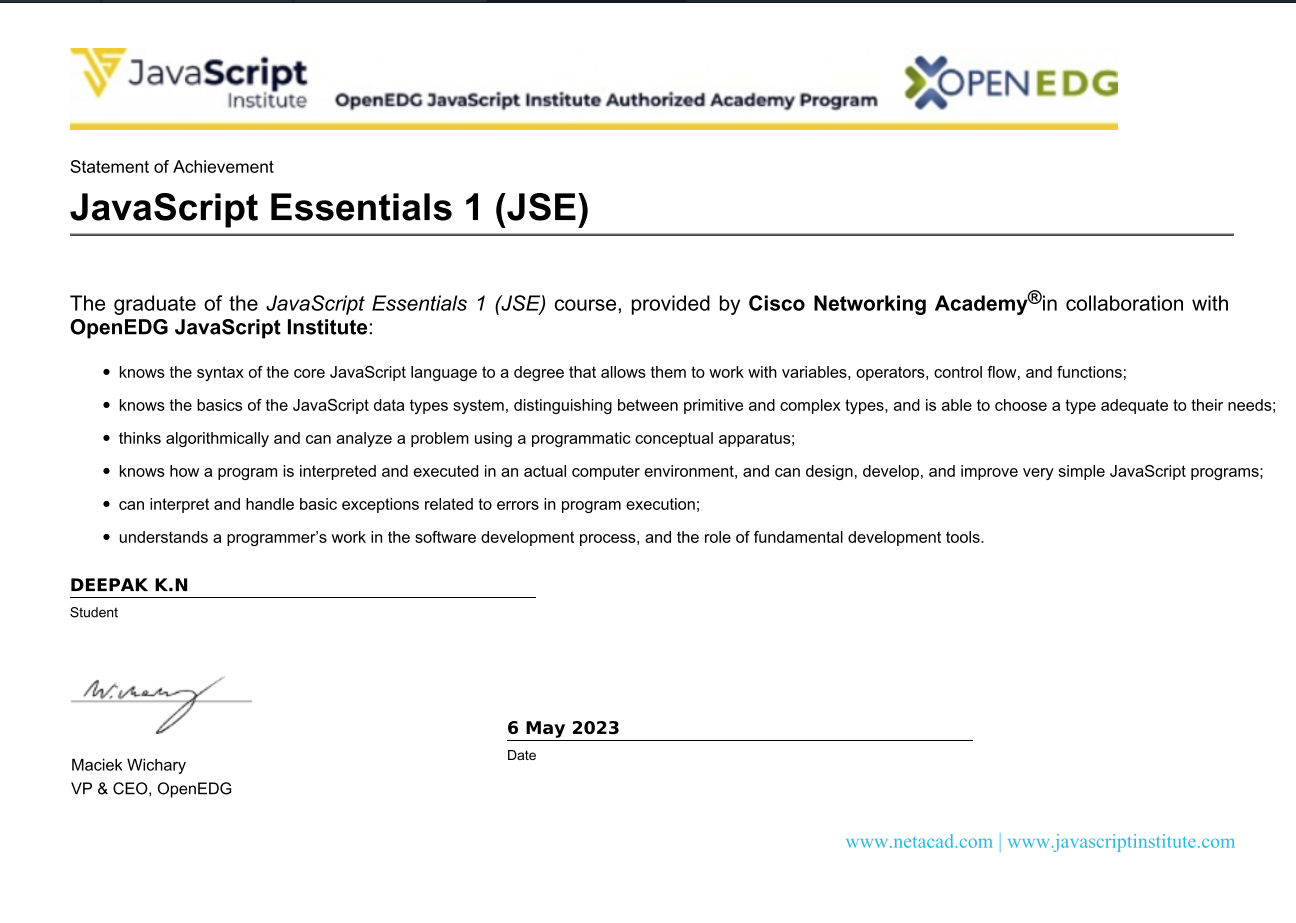 JavaScript
Institute
OpenEDG JavaScript Institute Authorized Academy Program
OPENEDG
Statement of Achievement
JavaScript Essentials 1 (JSE)
The graduate of the JavaScript Essentials 1 (JSE) course, provided by Cisco Networking Academy®in collaboration with
OpenEDG JavaScript Institute:
• knows the syntax of the core JavaScript language to a degree that allows them to work with variables, operators, control flow, and functions;
• knows the basics of the JavaScript data types system, distinguishing between primitive and complex types, and is able to choose a type adequate to their needs;
• thinks algorithmically and can analyze a problem using a programmatic conceptual apparatus;
• knows how a program is interpreted and executed in an actual computer environment, and can design, develop, and improve very simple JavaScript programs;
• can interpret and handle basic exceptions related to errors in program execution;
• understands a programmer’s work in the software development process, and the role of fundamental development tools.
DEEPAK K.N
Student
W.Wichary
6 May 2023
Date
Maciek Wichary
VP & CEO, OpenEDG
www.netacad.com | www.javascriptinstitute.com